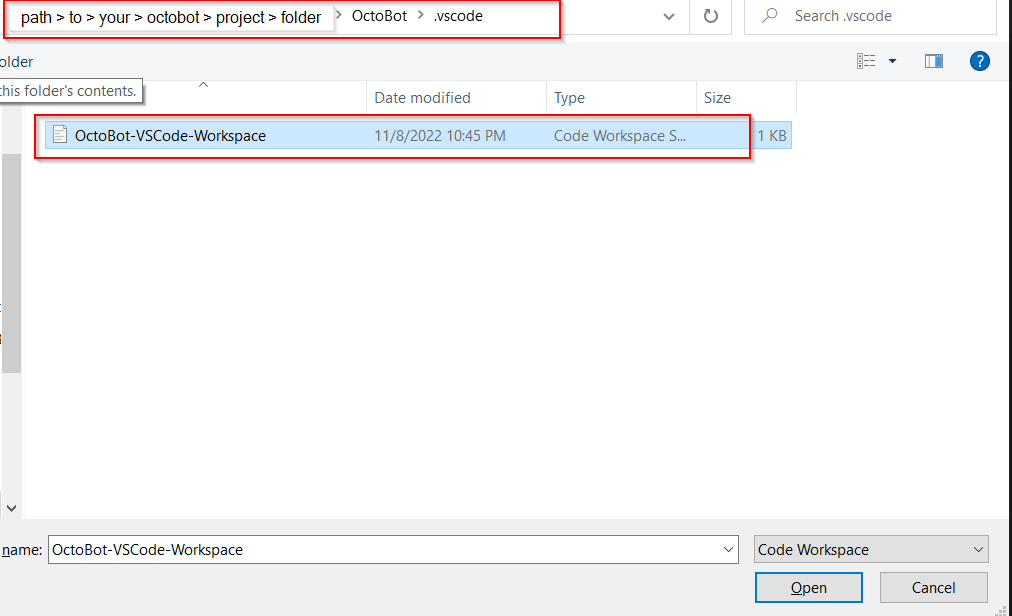 path > to > your > octobot > project > folder > OctoBot > .vscode Search .vscode
older ?
this folder's contents.
Date modified Type Size
OctoBot-VSCode-Workspace 11/8/2022 10:45 PM Code Workspace S... 1 KB
name: OctoBot-VSCode-Workspace Code Workspace
Open Cancel